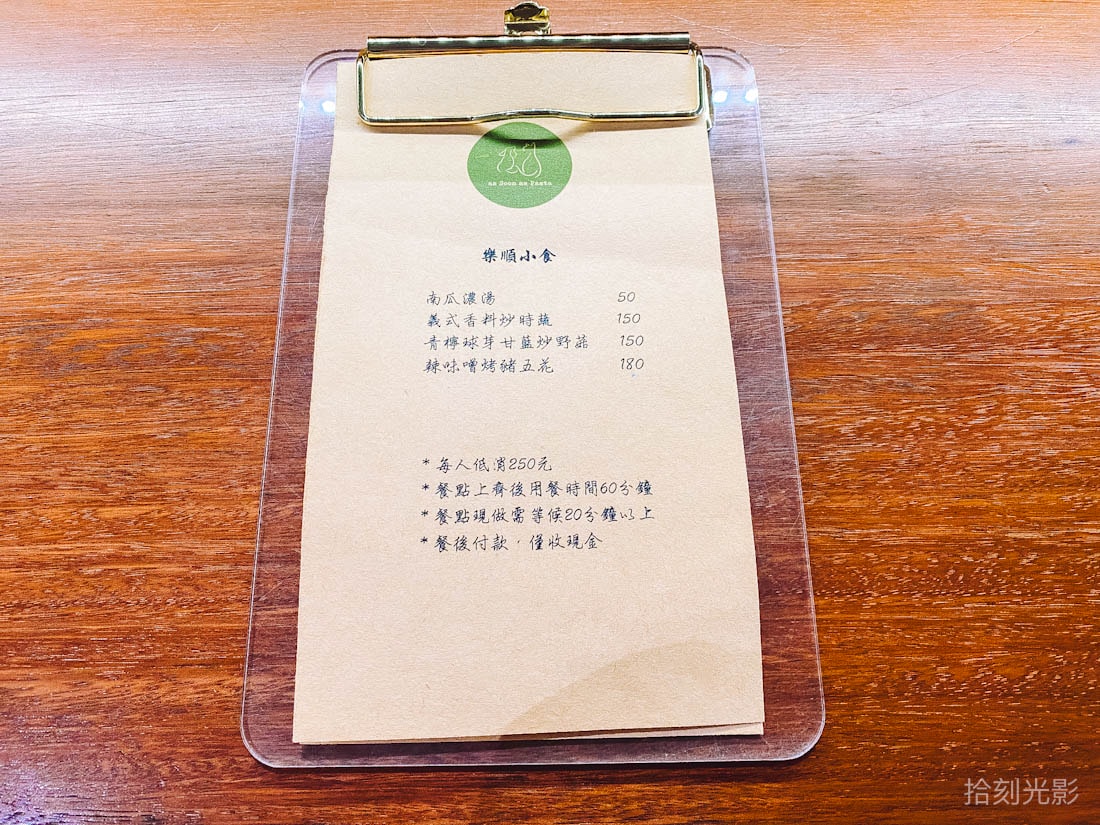 as Soon as Pasta
樂順小食
南瓜濃湯 50
義式香料炒時蔬 150
青檸球芽甘藍炒野菇 150
辣味噌烤豬五花 180
* 每人低消250元
* 餐點上齊後用餐時間60分鐘
* 餐點現做需等候20分鐘以上
* 餐後付款，僅收現金
拾刻光影